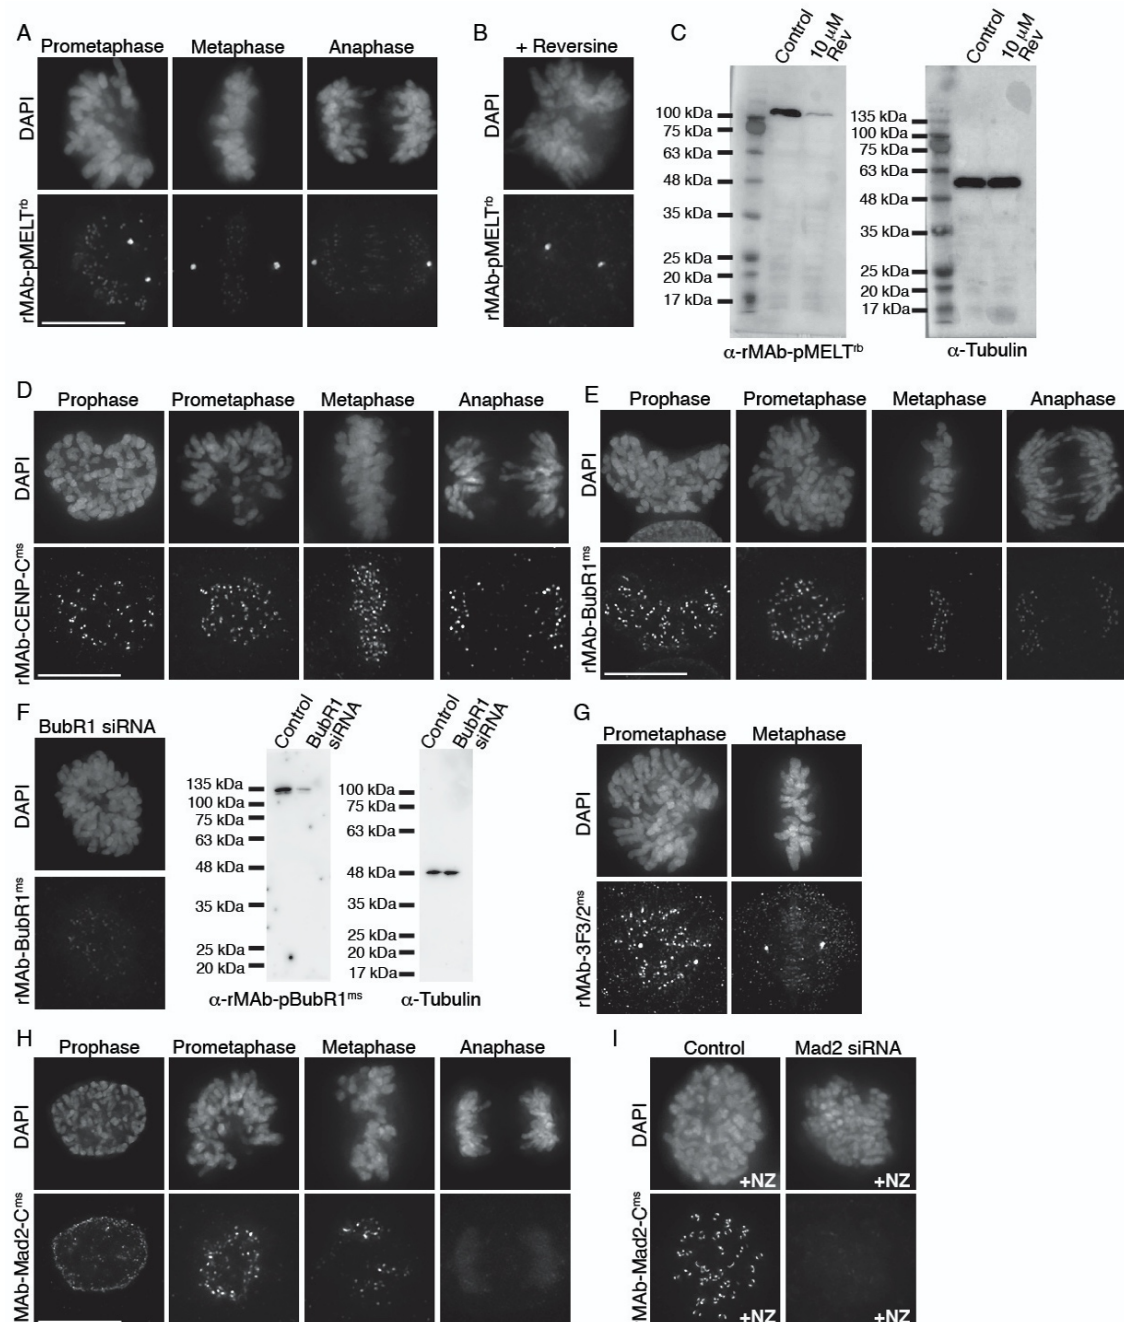 A
Prometaphase Metaphase Anaphase
DAPI
rMAb-pMELTʳᵇ
B
+ Reversine
DAPI
rMAb-pMELTʳᵇ
C
Control
10 µM Rev
100 kDa
75 kDa
63 kDa
48 kDa
35 kDa
25 kDa
20 kDa
17 kDa
α-rMAb-pMELTʳᵇ
Control
10 µM Rev
135 kDa
100 kDa
75 kDa
63 kDa
48 kDa
35 kDa
25 kDa
20 kDa
17 kDa
α-Tubulin
D
Prophase Prometaphase Metaphase Anaphase
DAPI
rMAb-CENP-Cᵐˢ
E
Prophase Prometaphase Metaphase Anaphase
DAPI
rMAb-BubR1ᵐˢ
F
BubR1 siRNA
DAPI
rMAb-BubR1ᵐˢ
Control
BubR1 siRNA
135 kDa
100 kDa
75 kDa
63 kDa
48 kDa
35 kDa
25 kDa
20 kDa
α-rMAb-pBubR1ᵐˢ
Control
BubR1 siRNA
100 kDa
75 kDa
63 kDa
48 kDa
35 kDa
25 kDa
20 kDa
17 kDa
α-Tubulin
G
Prometaphase Metaphase
DAPI
rMAb-3F3/2ᵐˢ
H
Prophase Prometaphase Metaphase Anaphase
DAPI
MAb-Mad2-Cᵐˢ
I
Control Mad2 siRNA
DAPI
+NZ +NZ
MAb-Mad2-Cᵐˢ
+NZ +NZ